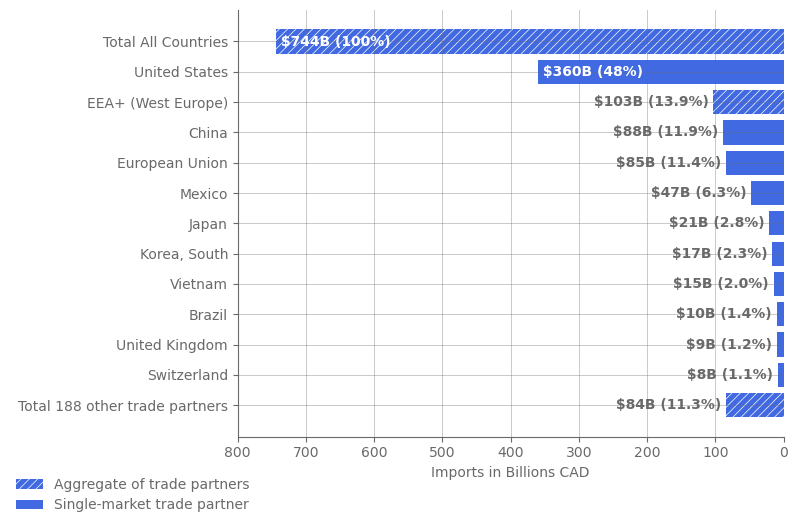 Total All Countries $744B (100%)
United States $360B (48%)
EEA+ (West Europe) $103B (13.9%)
China $88B (11.9%)
European Union $85B (11.4%)
Mexico $47B (6.3%)
Japan $21B (2.8%)
Korea, South $17B (2.3%)
Vietnam $15B (2.0%)
Brazil $10B (1.4%)
United Kingdom $9B (1.2%)
Switzerland $8B (1.1%)
Total 188 other trade partners $84B (11.3%)
800 700 600 500 400 300 200 100 0
Imports in Billions CAD
Aggregate of trade partners
Single-market trade partner